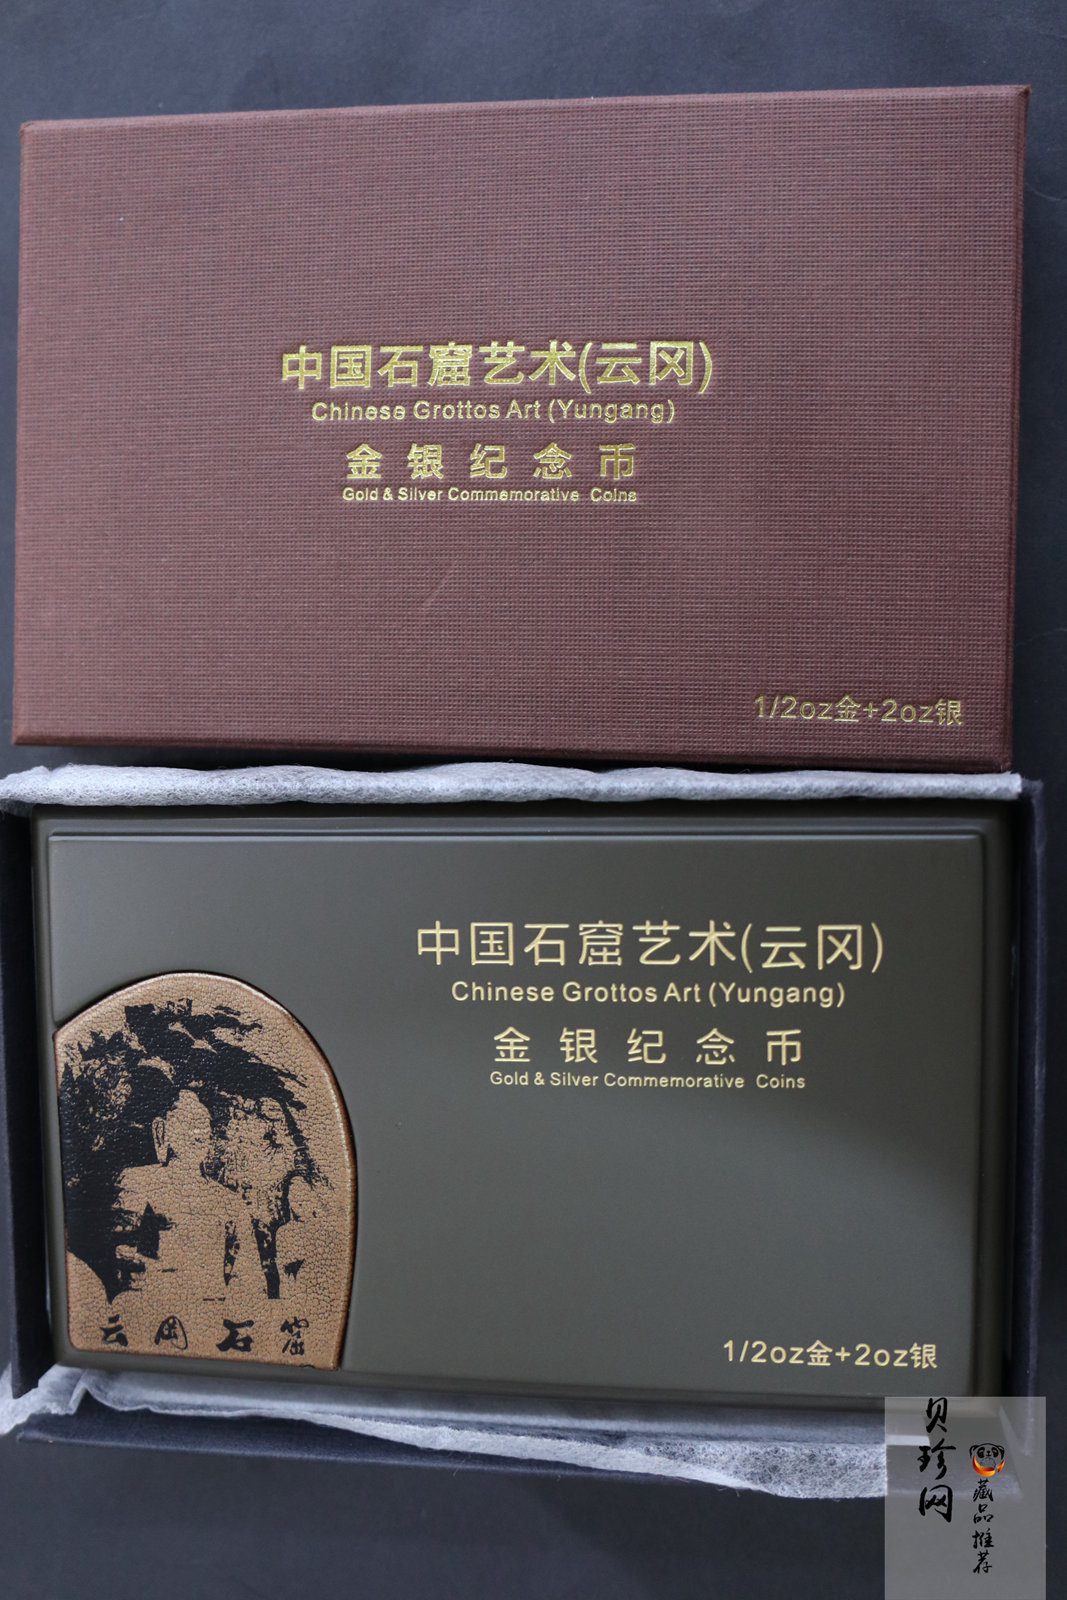 中国石窟艺术(云冈)
Chinese Grottos Art (Yungang)
金银纪念币
Gold & Silver Commemorative Coins
1/2oz金+2oz银
中国石窟艺术(云冈)
Chinese Grottos Art (Yungang)
金银纪念币
Gold & Silver Commemorative Coins
云冈石窟
1/2oz金+2oz银
贝珍网
藏品推荐